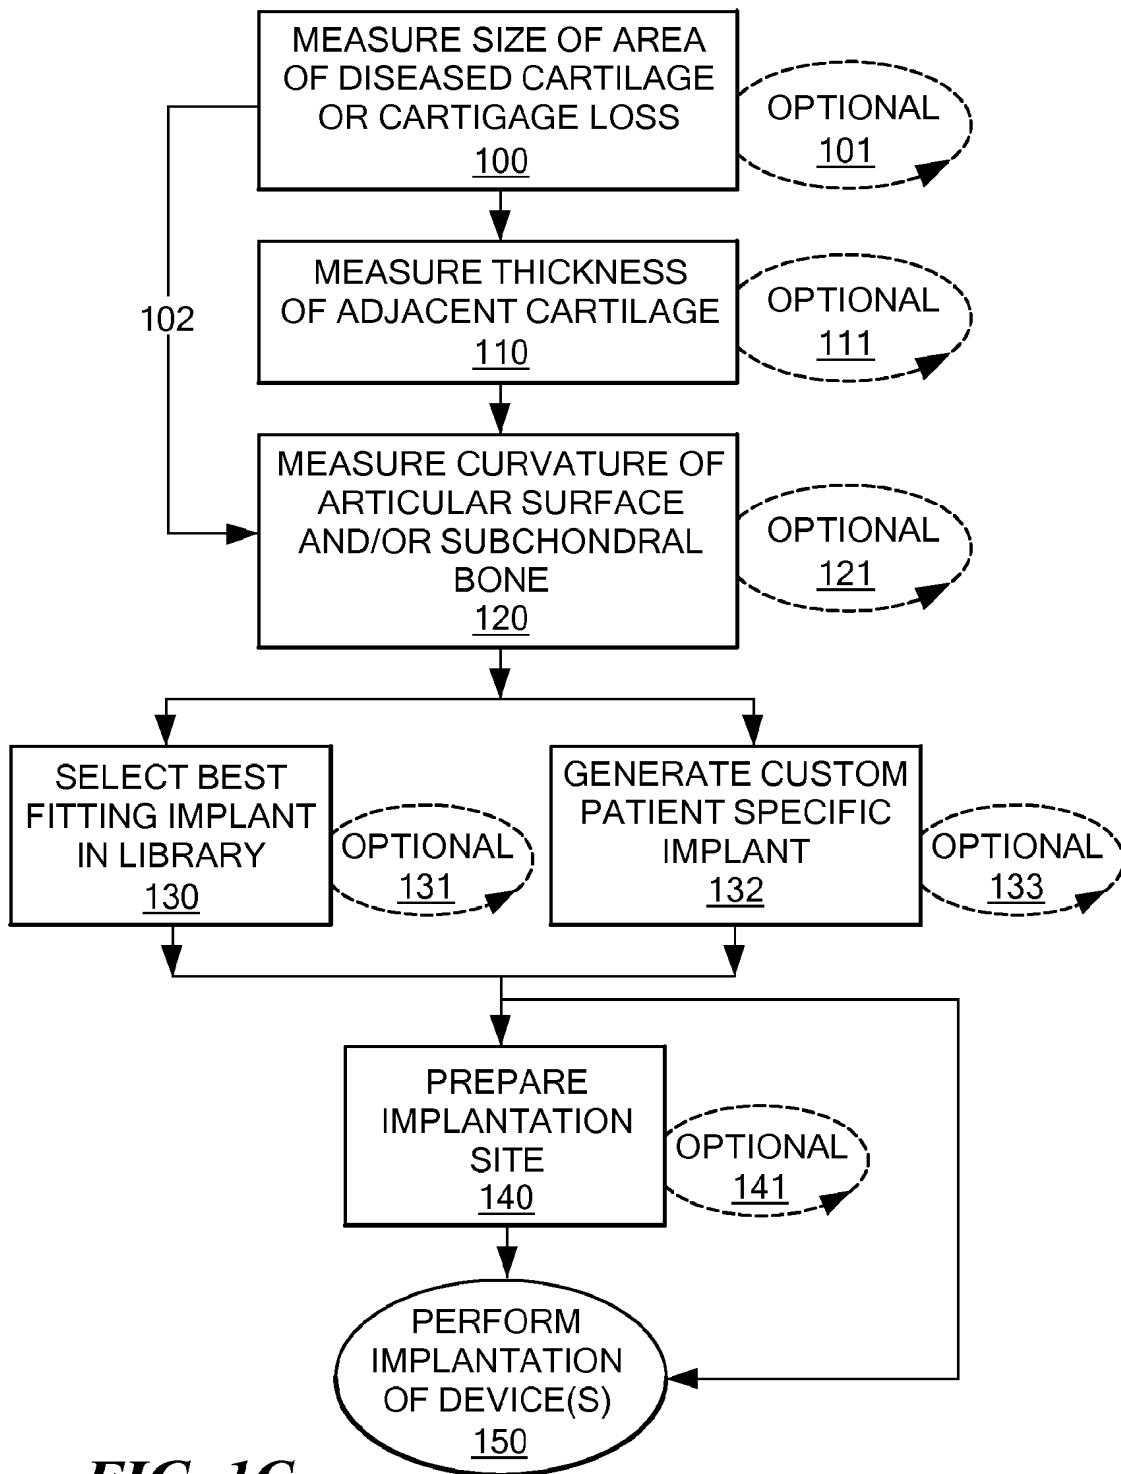 MEASURE SIZE OF AREA
OF DISEASED CARTILAGE
OR CARTIGAGE LOSS
100
OPTIONAL
101
102
MEASURE THICKNESS
OF ADJACENT CARTILAGE
110
OPTIONAL
111
MEASURE CURVATURE OF
ARTICULAR SURFACE
AND/OR SUBCHONDRAL
BONE
120
OPTIONAL
121
SELECT BEST
FITTING IMPLANT
IN LIBRARY
130
OPTIONAL
131
GENERATE CUSTOM
PATIENT SPECIFIC
IMPLANT
132
OPTIONAL
133
PREPARE
IMPLANTATION
SITE
140
OPTIONAL
141
PERFORM
IMPLANTATION
OF DEVICE(S)
150
FIG. 1C